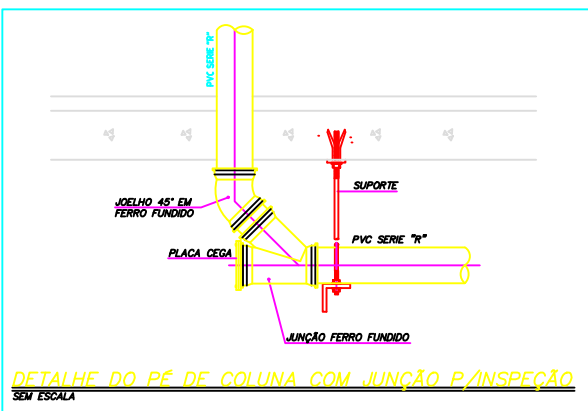 PVC SERIE "R"
JOELHO 45° EM
FERRO FUNDIDO
SUPORTE
PVC SERIE "R"
PLACA CEGA
JUNÇÃO FERRO FUNDIDO
DETALHE DO PÉ DE COLUNA COM JUNÇÃO P/INSPEÇÃO
SEM ESCALA